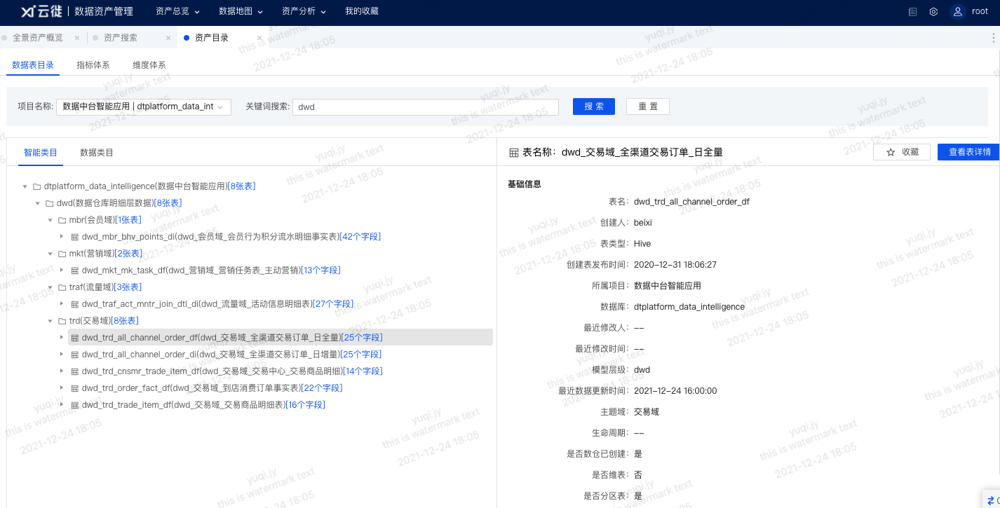 云徙 | 数据资产管理 资产总览 数据地图 资产分析 我的收藏 root
全景资产概览 × 资产搜索 × 资产目录 ×
数据表目录 指标体系 维度体系
项目名称: 数据中台智能应用 | dtplatform_data_int 关键词搜索: dwd 搜 索 重 置
智能类目 数据类目
dtplatform_data_intelligence(数据中台智能应用)[8张表]
dwd(数据仓库明细层数据)[8张表]
mbr(会员域)[1张表]
dwd_mbr_bhv_points_di(dwd_会员域_会员行为积分流水明细事实表)[42个字段]
mkt(营销域)[2张表]
dwd_mkt_mk_task_df(dwd_营销域_营销任务表_主动营销)[13个字段]
traf(流量域)[3张表]
dwd_traf_act_mntr_join_dtl_di(dwd_流量域_活动信息明细表)[27个字段]
trd(交易域)[8张表]
dwd_trd_all_channel_order_df(dwd_交易域_全渠道交易订单_日全量)[25个字段]
dwd_trd_all_channel_order_di(dwd_交易域_全渠道交易订单_日增量)[25个字段]
dwd_trd_cnsmr_trade_item_df(dwd_交易域_交易中心_交易商品明细)[14个字段]
dwd_trd_order_fact_df(dwd_交易域_到店消费订单事实表)[22个字段]
dwd_trd_trade_item_df(dwd_交易域_交易商品明细表)[16个字段]
表名称：dwd_交易域_全渠道交易订单_日全量 收藏 查看表详情
基础信息
表名: dwd_trd_all_channel_order_df
创建人: beixi
表类型: Hive
创建表发布时间: 2020-12-31 18:06:27
所属项目: 数据中台智能应用
数据库: dtplatform_data_intelligence
最近修改人: --
最近修改时间: --
模型层级: dwd
最近数据更新时间: 2021-12-24 16:00:00
主题域: 交易域
生命周期: --
是否数仓已创建: 是
是否维表: 否
是否分区表: 是
yuqi.jy
this is watermark text
2021-12-24 18:05